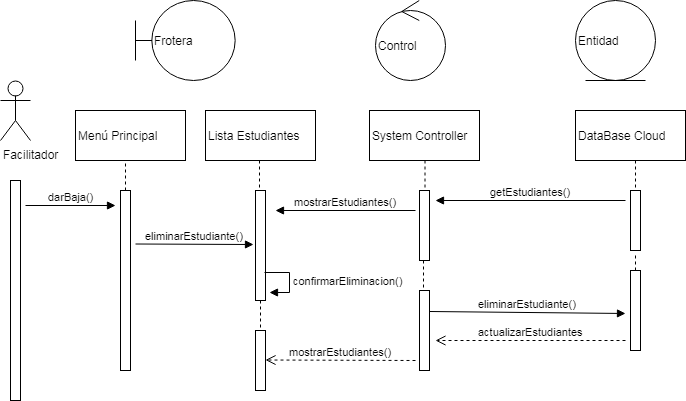 Frotera
Control
Entidad
Facilitador
Menú Principal
Lista Estudiantes
System Controller
DataBase Cloud
darBaja()
mostrarEstudiantes()
getEstudiantes()
eliminarEstudiante()
confirmarEliminacion()
eliminarEstudiante()
actualizarEstudiantes
mostrarEstudiantes()